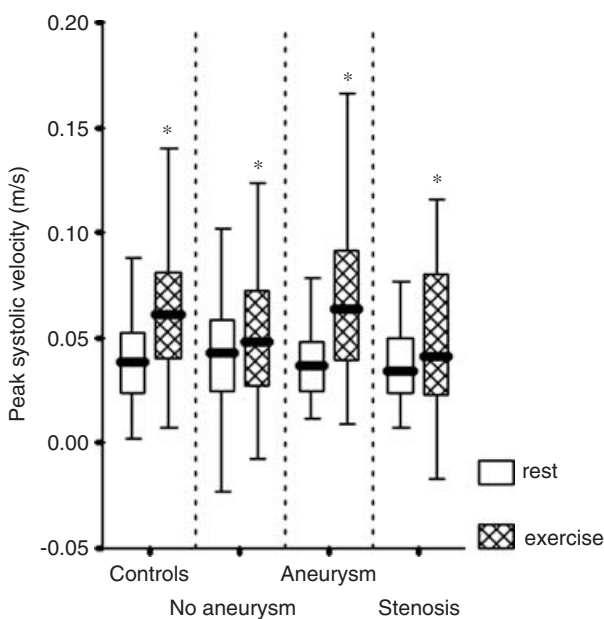 Peak systolic velocity (m/s)
0.20
0.15
0.10
0.05
0.00
-0.05
*
*
*
*
Controls
No aneurysm
Aneurysm
Stenosis
rest
exercise